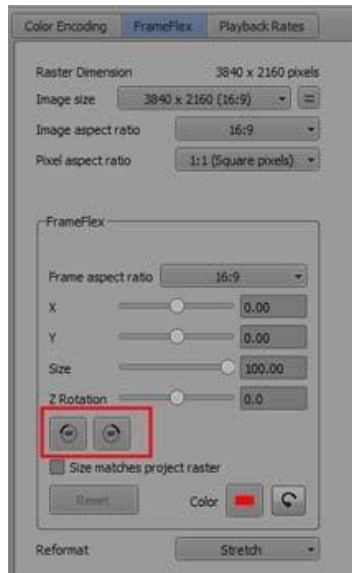 Color Encoding FrameFlex Playback Rates
Raster Dimension 3840 x 2160 pixels
Image size 3840 x 2160 (16:9) =
Image aspect ratio 16:9
Pixel aspect ratio 1:1 (Square pixels)
FrameFlex
Frame aspect ratio 16:9
X 0.00
Y 0.00
Size 100.00
Z Rotation 0.0
Size matches project raster
Reset Color
Reformat Stretch